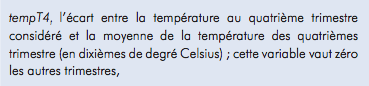 tempT4, l'écart entre la température au quatrième trimestre
considéré et la moyenne de la température des quatrièmes
trimestre (en dixièmes de degré Celsius) ; cette variable vaut zéro
les autres trimestres,